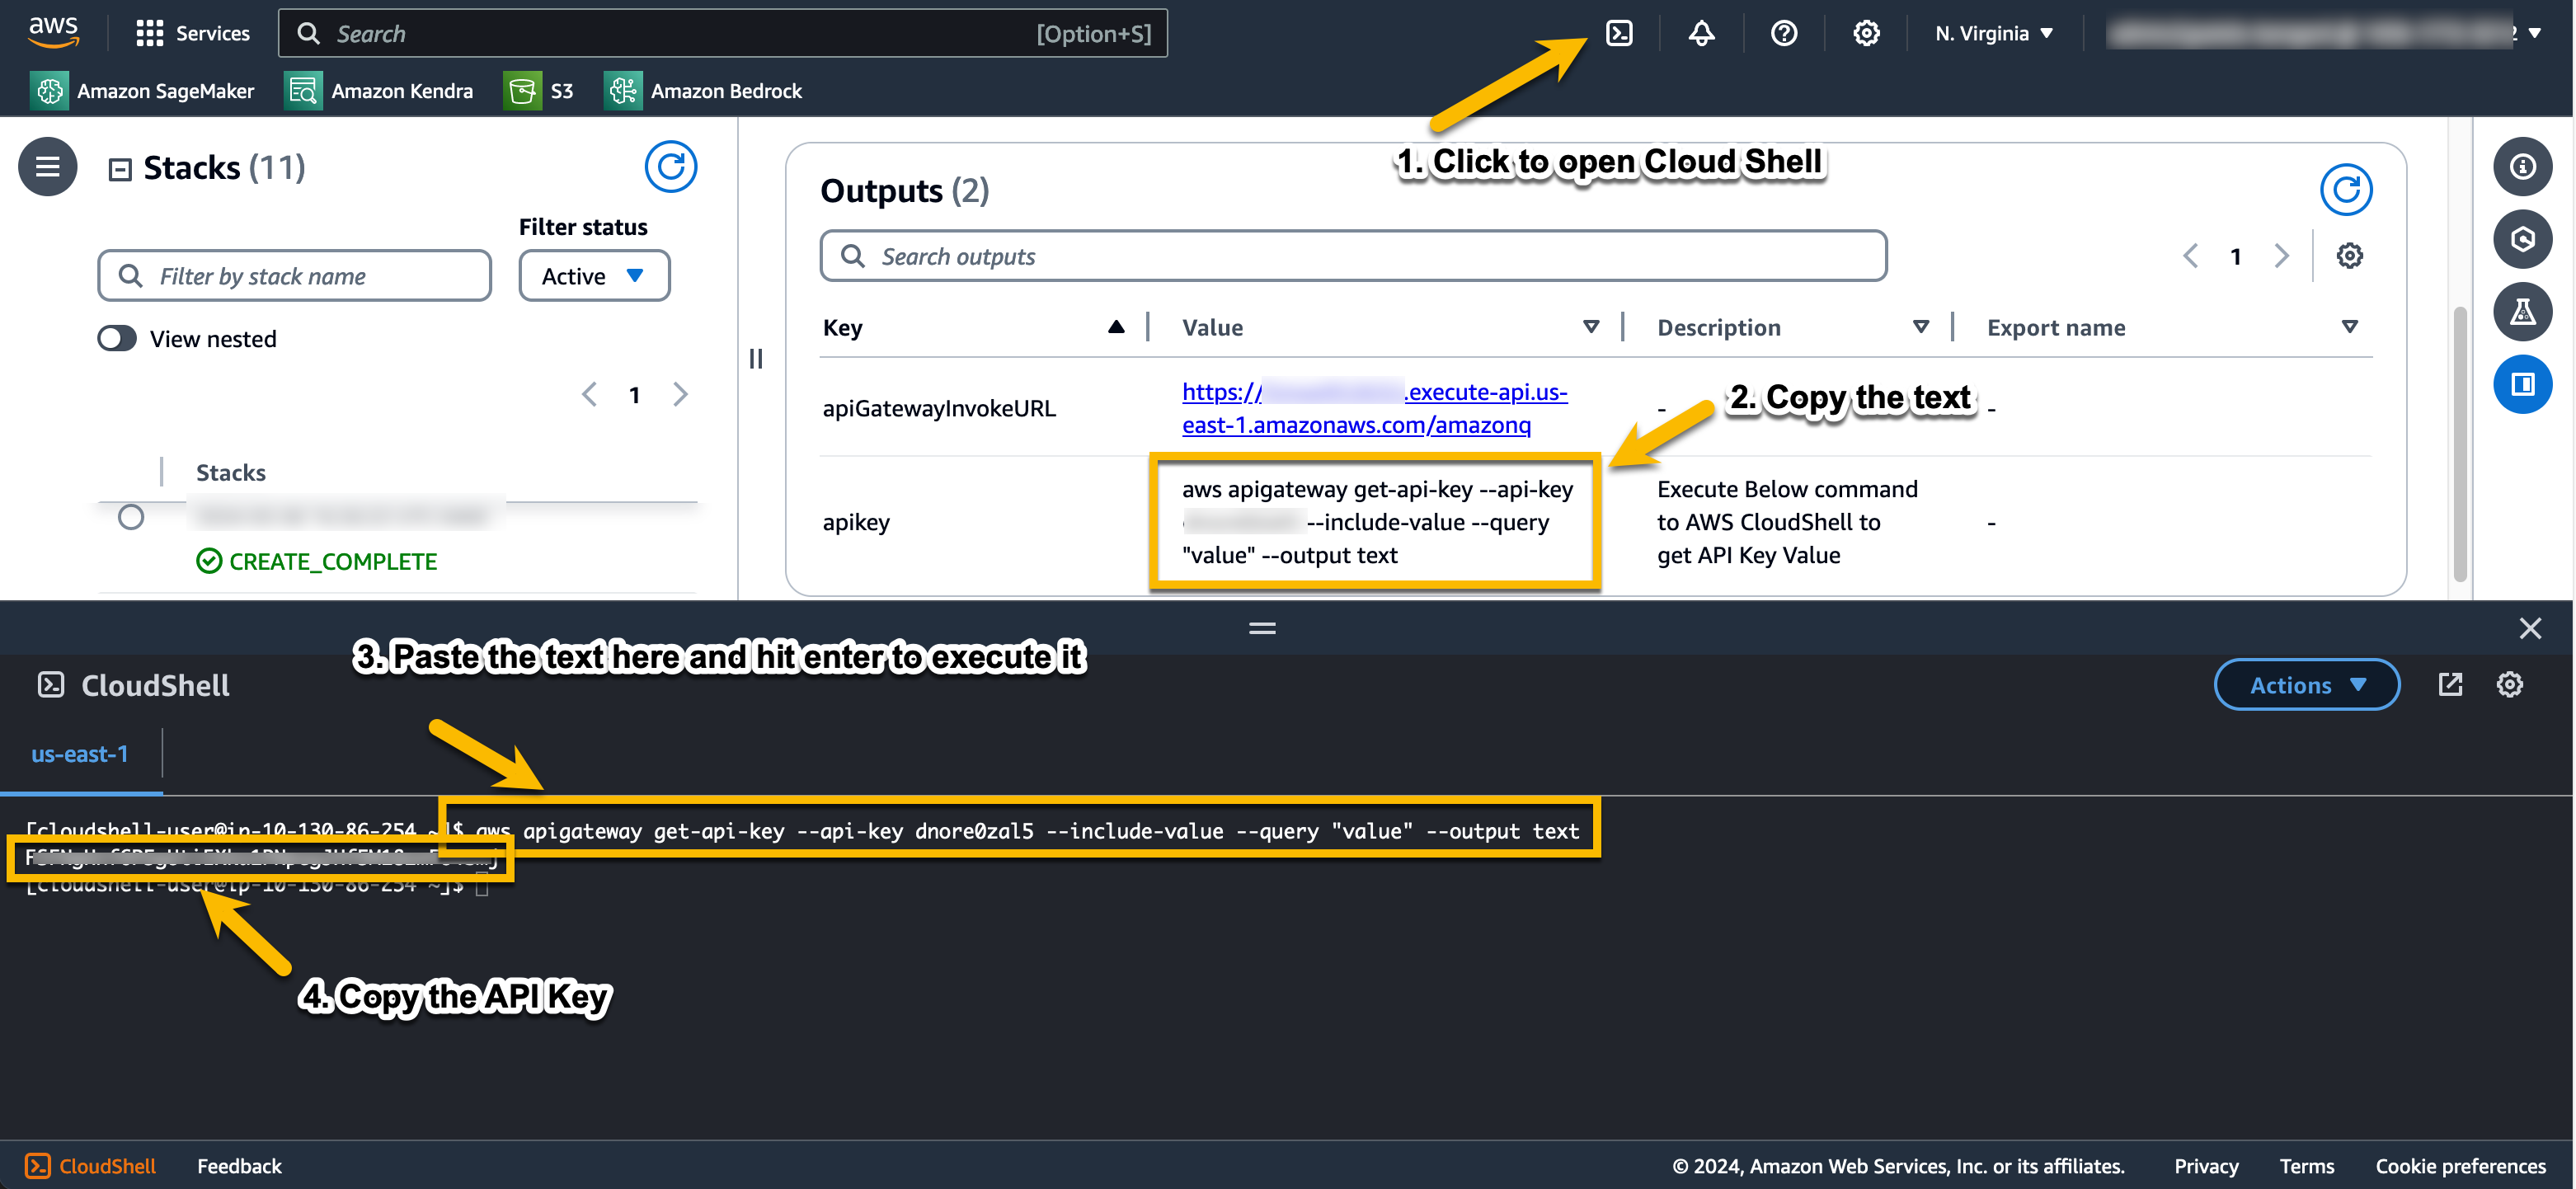 aws
Services
Search
[Option+S]
N. Virginia
2
Amazon SageMaker
Amazon Kendra
S3
Amazon Bedrock
1. Click to open Cloud Shell
Stacks (11)
Filter status
Filter by stack name
Active
View nested
1
Stacks
CREATE_COMPLETE
Outputs (2)
Search outputs
1
Key
Value
Description
Export name
apiGatewayInvokeURL
https:// .execute-api.us-
east-1.amazonaws.com/amazonq
-
-
2. Copy the text
apikey
aws apigateway get-api-key --api-key
--include-value --query
"value" --output text
Execute Below command
to AWS CloudShell to
get API Key Value
-
3. Paste the text here and hit enter to execute it
CloudShell
Actions
us-east-1
[cloudshell-user@ip-10-130-86-254 ~]$ aws apigateway get-api-key --api-key dnore0zal5 --include-value --query "value" --output text
[cloudshell-user@ip-10-130-86-254 ~]$
4. Copy the API Key
CloudShell
Feedback
© 2024, Amazon Web Services, Inc. or its affiliates.
Privacy
Terms
Cookie preferences